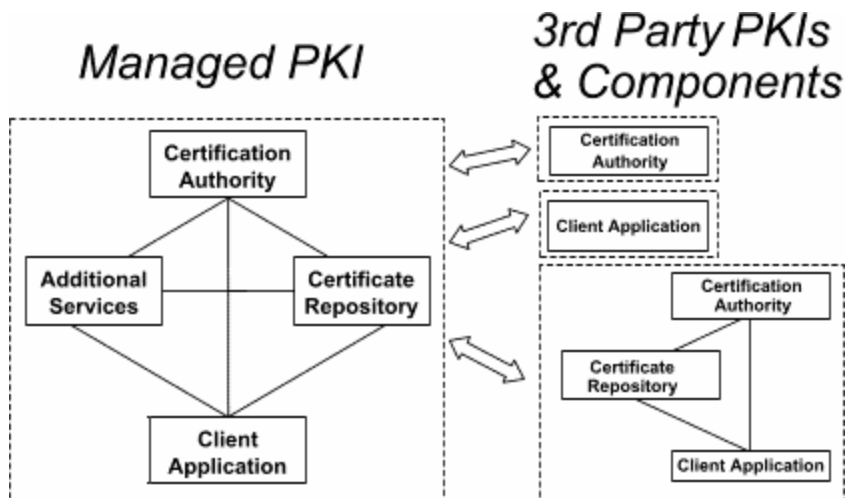 Managed PKI
3rd Party PKIs
& Components
Certification
Authority
Additional
Services
Certificate
Repository
Client
Application
Certification
Authority
Client Application
Certification
Authority
Certificate
Repository
Client Application